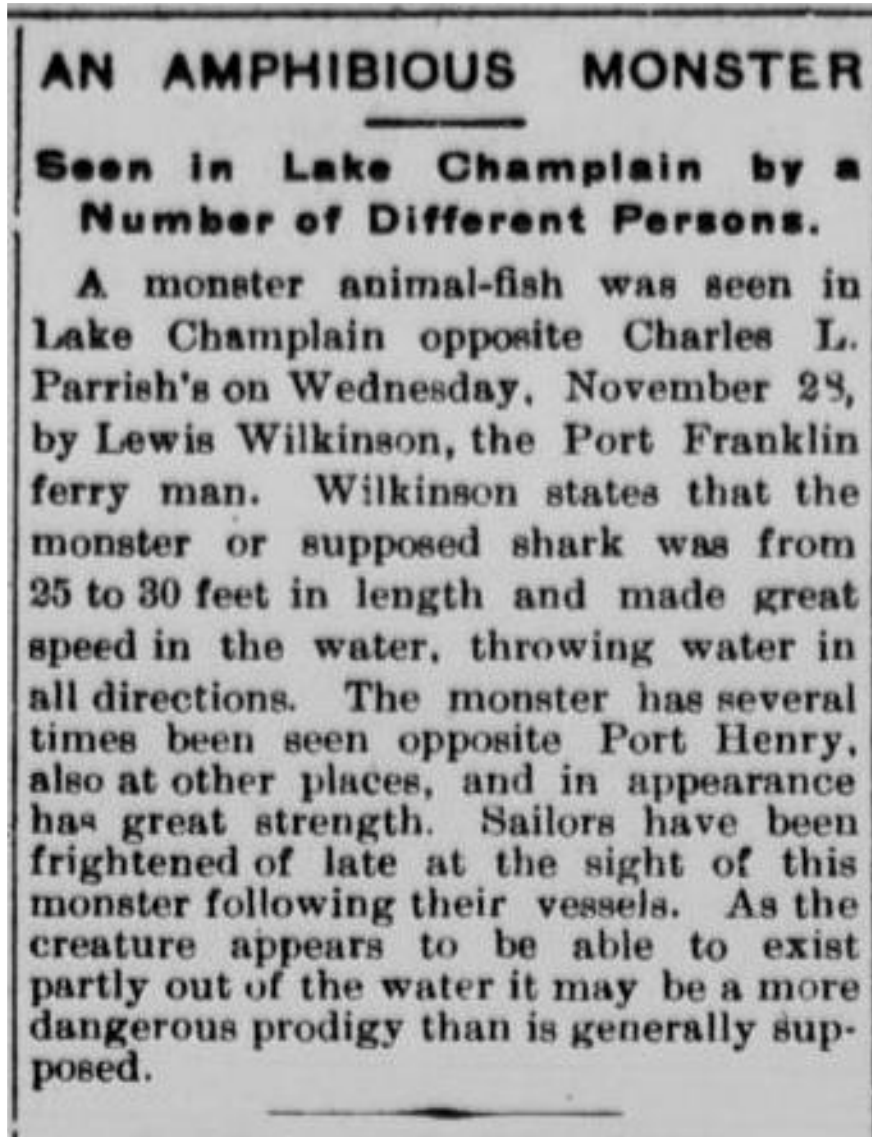 AN AMPHIBIOUS MONSTER
Seen in Lake Champlain by a
Number of Different Persons.
A monster animal-fish was seen in
Lake Champlain opposite Charles L.
Parrish's on Wednesday, November 28,
by Lewis Wilkinson, the Port Franklin
ferry man. Wilkinson states that the
monster or supposed shark was from
25 to 30 feet in length and made great
speed in the water, throwing water in
all directions. The monster has several
times been seen opposite Port Henry,
also at other places, and in appearance
has great strength. Sailors have been
frightened of late at the sight of this
monster following their vessels. As the
creature appears to be able to exist
partly out of the water it may be a more
dangerous prodigy than is generally sup-
posed.